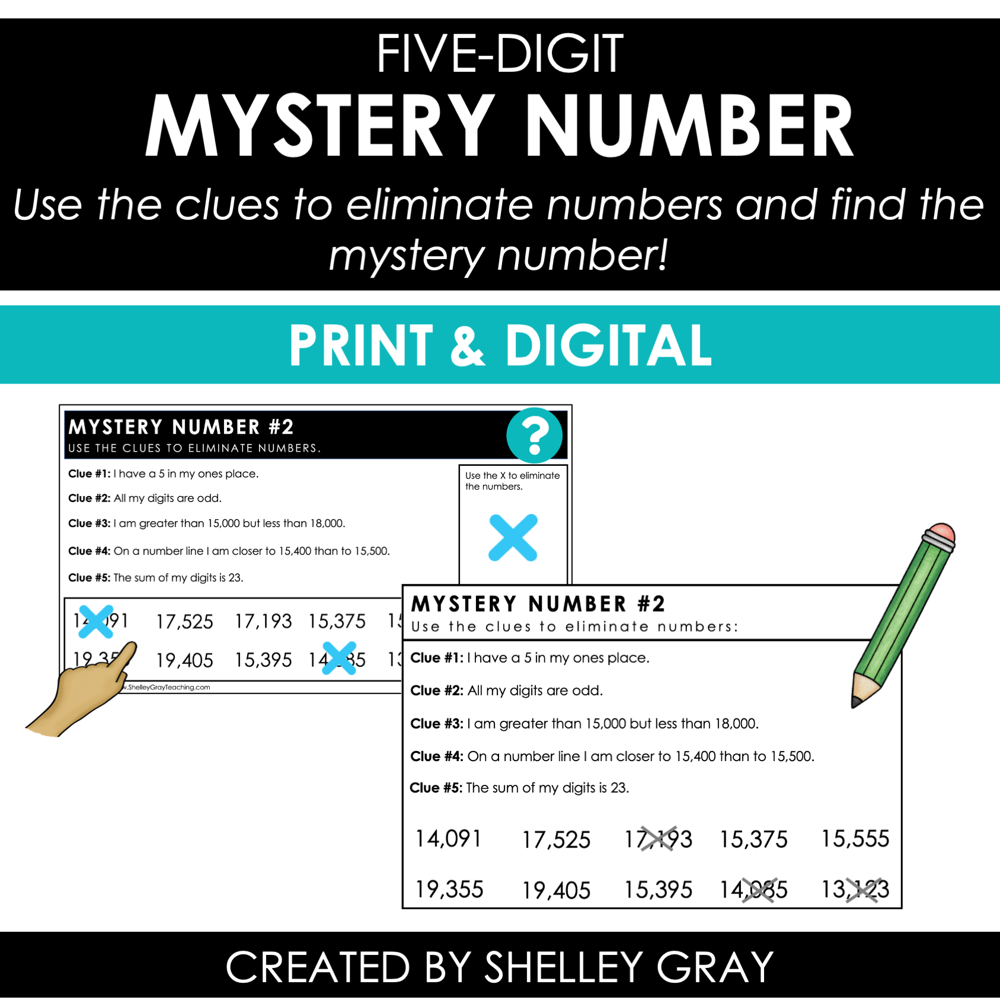 FIVE-DIGIT
MYSTERY NUMBER
Use the clues to eliminate numbers and find the
mystery number!
PRINT & DIGITAL
MYSTERY NUMBER #2
USE THE CLUES TO ELIMINATE NUMBERS.
?
Clue #1: I have a 5 in my ones place.
Clue #2: All my digits are odd.
Clue #3: I am greater than 15,000 but less than 18,000.
Clue #4: On a number line I am closer to 15,400 than to 15,500.
Clue #5: The sum of my digits is 23.
Use the X to eliminate
the numbers.
17,525 17,193 15,375
19,405 15,395
.ShelleyGrayTeaching.com
MYSTERY NUMBER #2
Use the clues to eliminate numbers:
Clue #1: I have a 5 in my ones place.
Clue #2: All my digits are odd.
Clue #3: I am greater than 15,000 but less than 18,000.
Clue #4: On a number line I am closer to 15,400 than to 15,500.
Clue #5: The sum of my digits is 23.
14,091 17,525 17,193 15,375 15,555
19,355 19,405 15,395 14,085 13,123
CREATED BY SHELLEY GRAY